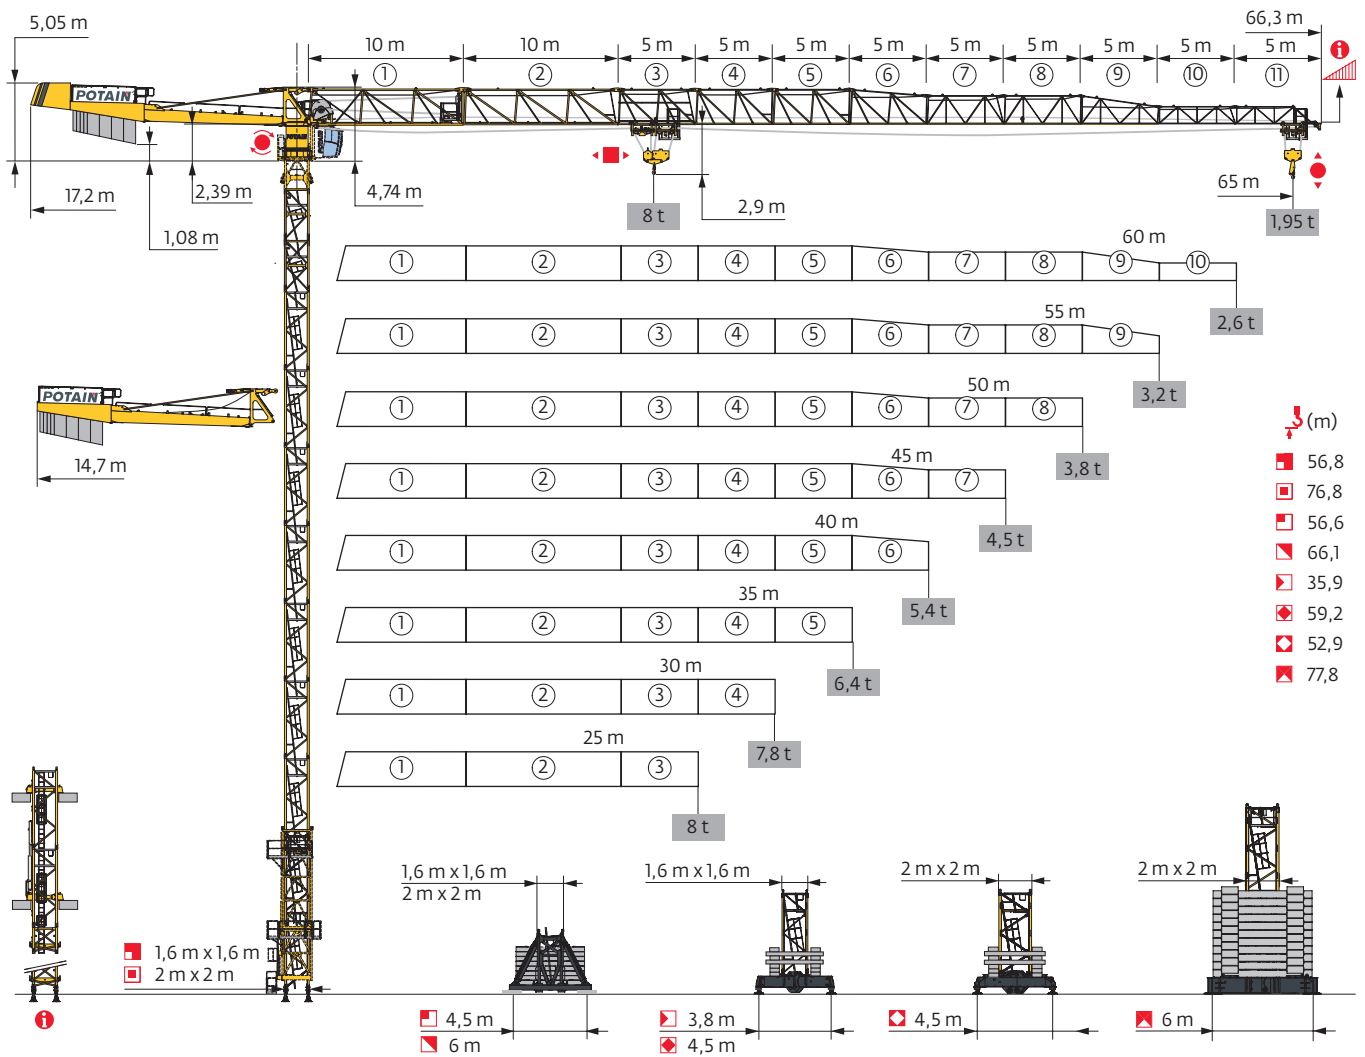 5,05 m
66,3 m
10 m 10 m 5 m 5 m 5 m 5 m 5 m 5 m 5 m 5 m 5 m
1 2 3 4 5 6 7 8 9 10 11
i
POTAIN
POTAIN
17,2 m
2,39 m
4,74 m
65 m
1,08 m
8 t
2,9 m
1,95 t
60 m
1 2 3 4 5 6 7 8 9 10
2,6 t
55 m
1 2 3 4 5 6 7 8 9
3,2 t
POTAIN
14,7 m
50 m
1 2 3 4 5 6 7 8
3,8 t
45 m
1 2 3 4 5 6 7
4,5 t
40 m
1 2 3 4 5 6
5,4 t
35 m
1 2 3 4 5
6,4 t
30 m
1 2 3 4
7,8 t
25 m
1 2 3
8 t
(m)
56,8
76,8
56,6
66,1
35,9
59,2
52,9
77,8
1,6 m x 1,6 m
2 m x 2 m
1,6 m x 1,6 m
2 m x 2 m
2 m x 2 m
1,6 m x 1,6 m
2 m x 2 m
i
4,5 m
6 m
3,8 m
4,5 m
4,5 m
6 m